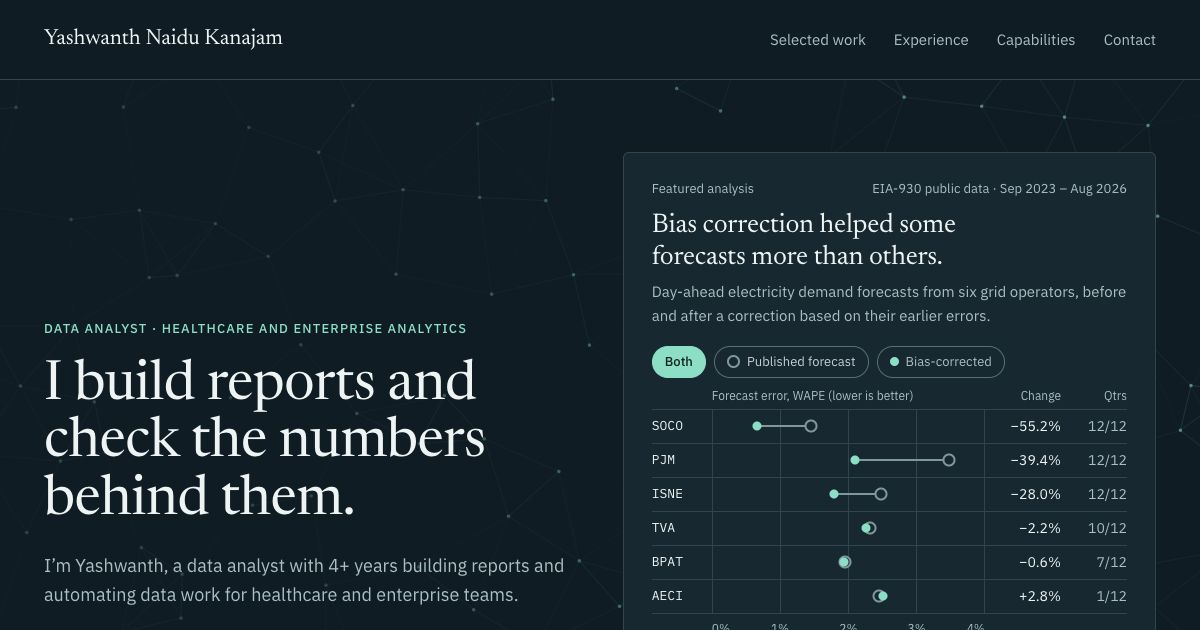 Yashwanth Naidu Kanajam
Selected work Experience Capabilities Contact
DATA ANALYST · HEALTHCARE AND ENTERPRISE ANALYTICS
I build reports and
check the numbers
behind them.
I’m Yashwanth, a data analyst with 4+ years building reports and
automating data work for healthcare and enterprise teams.
Featured analysis EIA-930 public data · Sep 2023 – Aug 2026
Bias correction helped some
forecasts more than others.
Day-ahead electricity demand forecasts from six grid operators, before
and after a correction based on their earlier errors.
Both Published forecast Bias-corrected
Forecast error, WAPE (lower is better) Change Qtrs
SOCO −55.2% 12/12
PJM −39.4% 12/12
ISNE −28.0% 12/12
TVA −2.2% 10/12
BPAT −0.6% 7/12
AECI +2.8% 1/12
0% 1% 2% 3% 4%